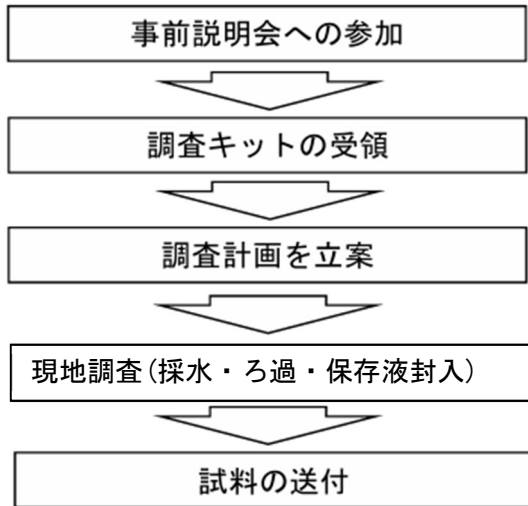 事前説明会への参加
調査キットの受領
調査計画を立案
現地調査(採水・ろ過・保存液封入)
試料の送付